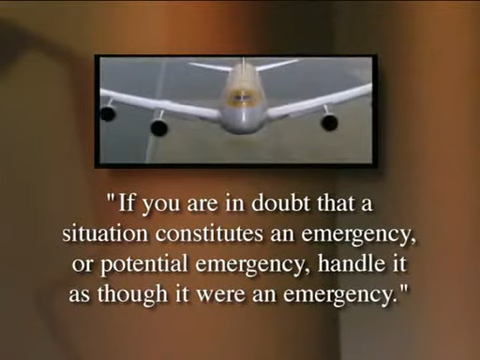 "If you are in doubt that a
situation constitutes an emergency,
or potential emergency, handle it
as though it were an emergency."